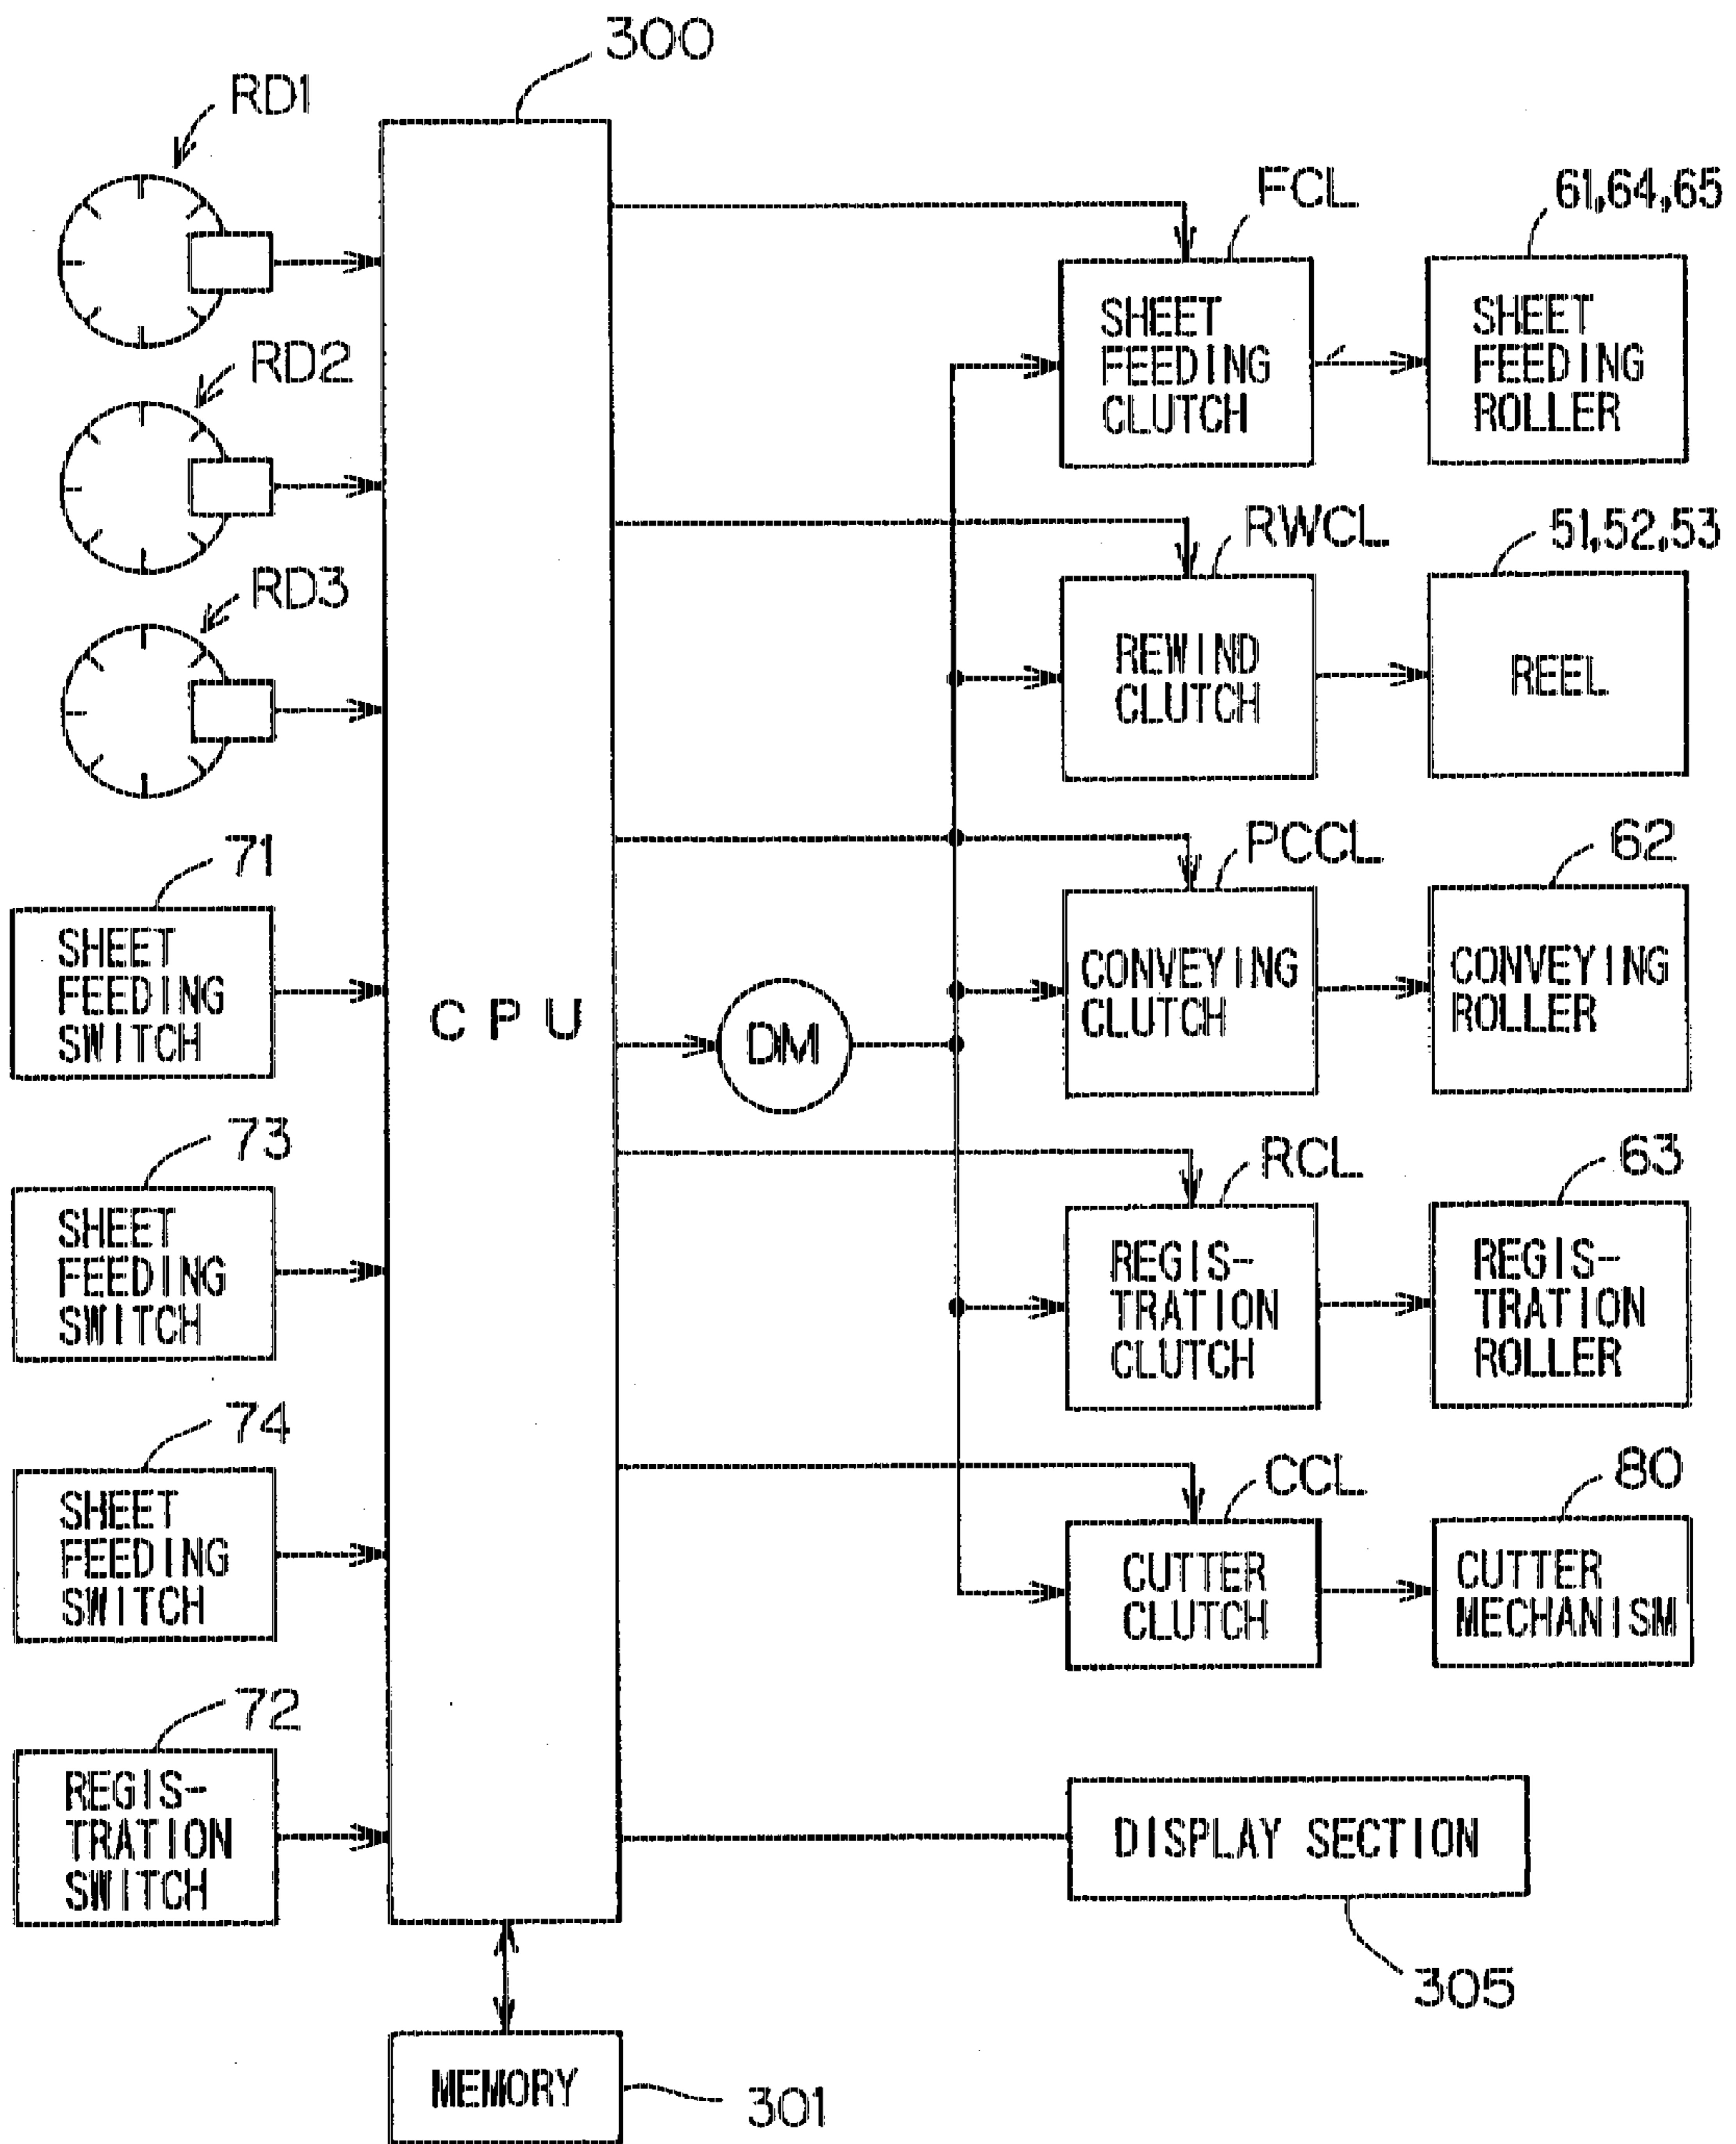 300
RD1
RD2
RD3
71
SHEET
FEEDING
SWITCH
73
SHEET
FEEDING
SWITCH
74
SHEET
FEEDING
SWITCH
72
REGIS-
TRATION
SWITCH
CPU
MEMORY
301
DM
FCL
SHEET
FEEDING
CLUTCH
61,64,65
SHEET
FEEDING
ROLLER
RWCL
REWIND
CLUTCH
51,52,53
REEL
PCCL
CONVEYING
CLUTCH
62
CONVEYING
ROLLER
RCL
REGIS-
TRATION
CLUTCH
63
REGIS-
TRATION
ROLLER
CCL
CUTTER
CLUTCH
80
CUTTER
MECHANISM
DISPLAY SECTION
305